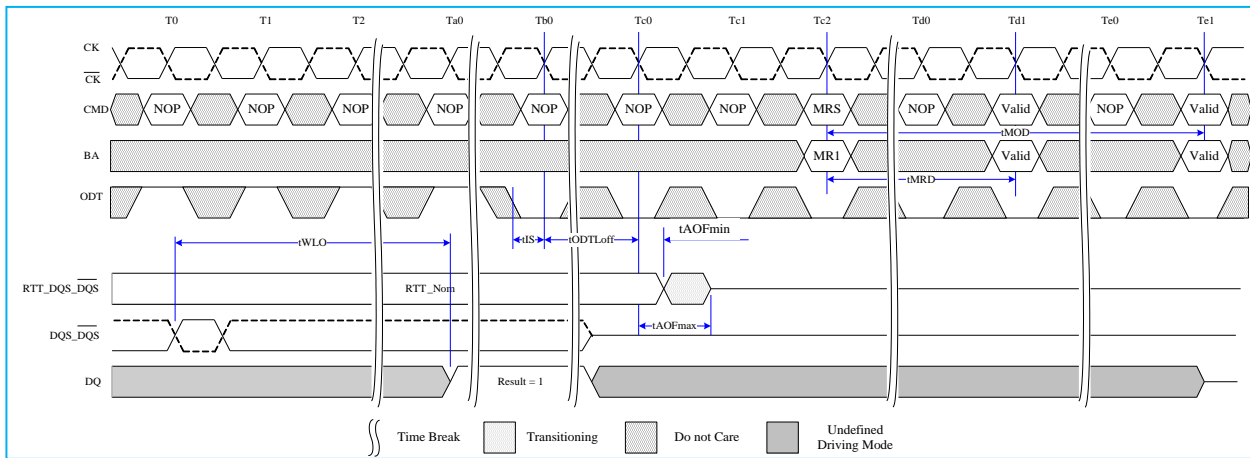 T0 T1 T2 Ta0 Tb0 Tc0 Tc1 Tc2 Td0 Td1 Te0 Te1
CK
CK
CMD NOP NOP NOP NOP NOP NOP NOP MRS NOP Valid NOP Valid
tMOD
BA MR1 Valid Valid
tMRD
ODT
tWLO tIS tODTLoff tAOFmin
RTT_DQS_DQS RTT_Nom
DQS_DQS tAOFmax
DQ Result = 1
Time Break Transitioning Do not Care Undefined
Driving Mode